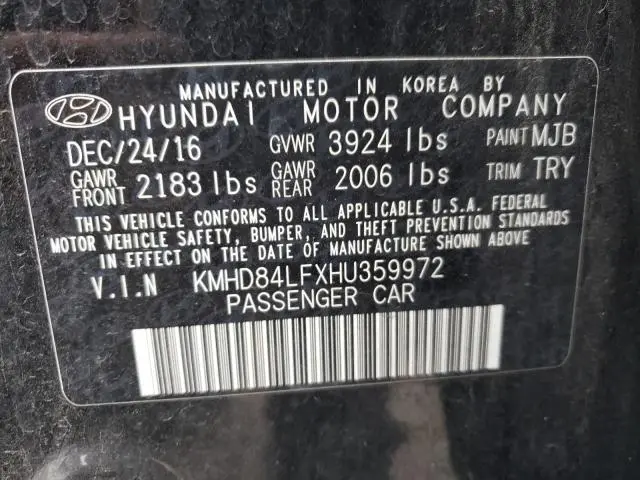 MANUFACTURED IN KOREA BY
HYUNDAI MOTOR COMPANY
DEC/24/16 GVWR 3924 lbs PAINT MJB
GAWR FRONT 2183 lbs GAWR REAR 2006 lbs TRIM TRY
THIS VEHICLE CONFORMS TO ALL APPLICABLE U.S.A. FEDERAL
MOTOR VEHICLE SAFETY, BUMPER, AND THEFT PREVENTION STANDARDS
IN EFFECT ON THE DATE OF MANUFACTURE SHOWN ABOVE.
V.I.N KMHD84LFXHU359972
PASSENGER CAR